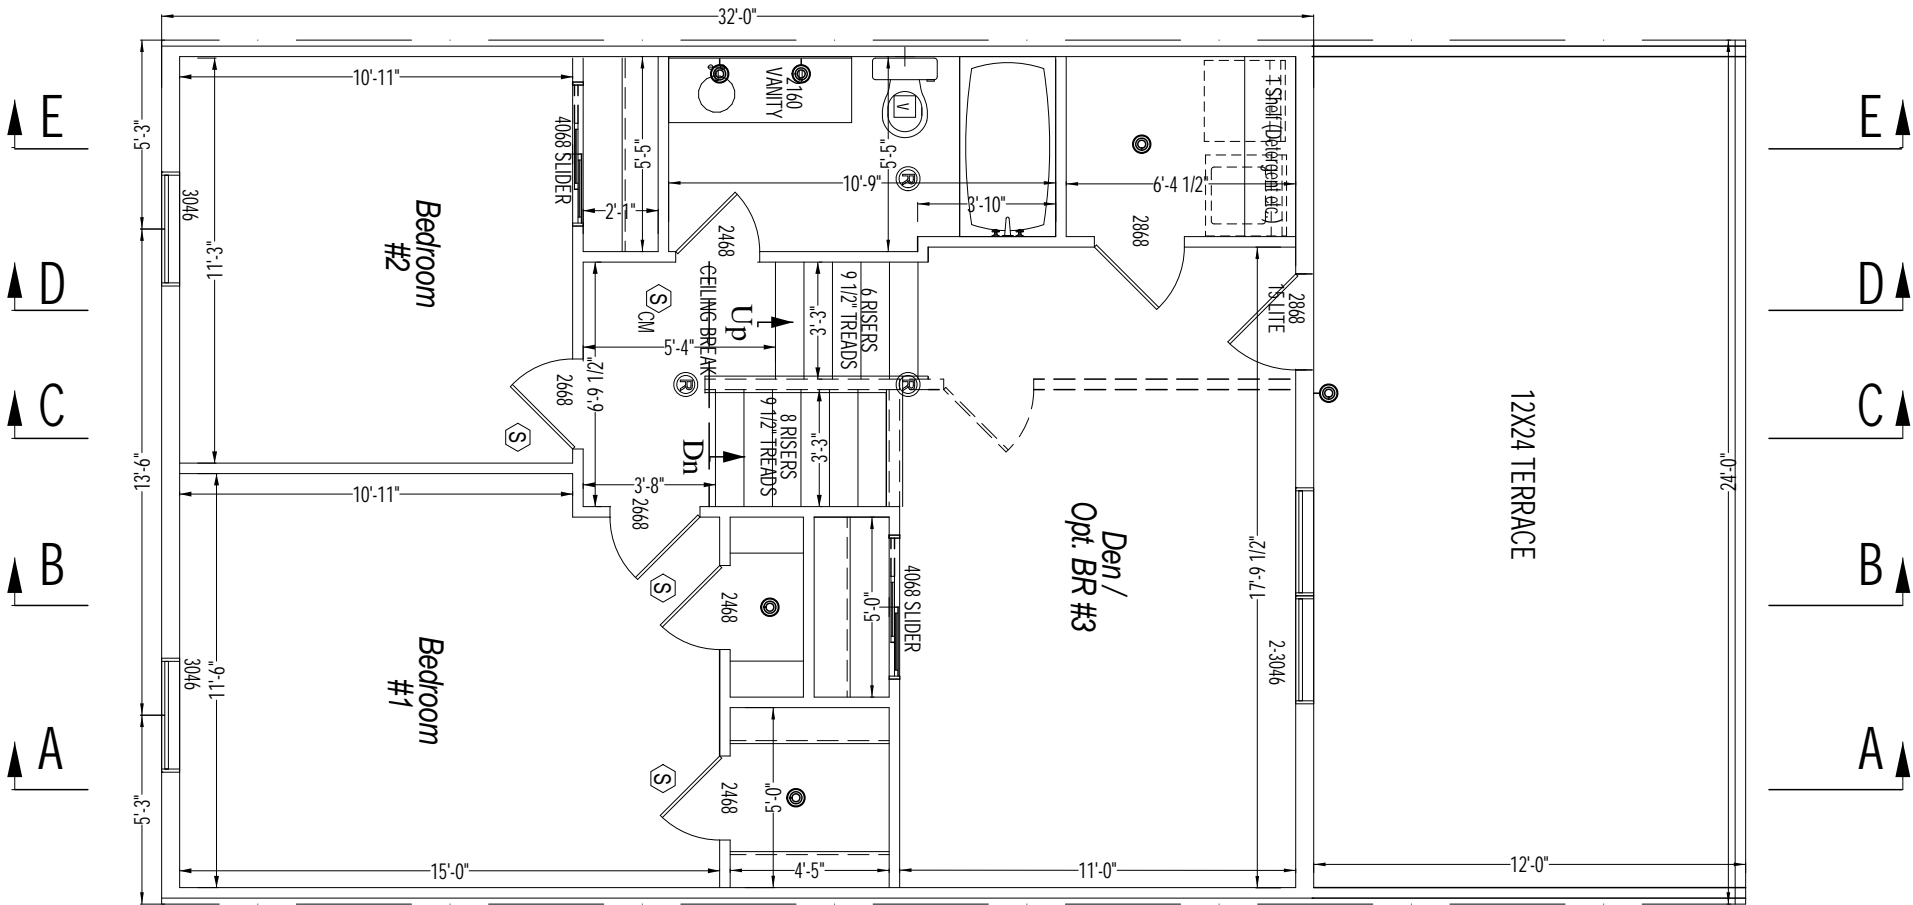 32'-0"
10'-11"
E
5'-3"
3046
11'-3"
Bedroom
#2
4068 SLIDER
2'-1"
5'-5"
2160
VANITY
V
5'-5"
R
10'-9"
3'-10"
2468
1 Shelf (Detergent etc.)
6'-4 1/2"
2868
E
D
S
CM
CEILING BREAK
Up
5'-4"
6'-9 1/2"
3'-3"
6 RISERS
9 1/2" TREADS
2868
15 LITE
D
C
2668
S
R
R
C
13'-6"
10'-11"
3'-8"
Dn
8 RISERS
9 1/2" TREADS
3'-3"
2668
12X24 TERRACE
24'-0"
B
S
2468
5'-0"
4068 SLIDER
Den /
Opt. BR #3
17'-9 1/2"
2-3046
B
3046
11'-9"
Bedroom
#1
A
S
2468
5'-0"
A
5'-3"
15'-0"
4'-5"
11'-0"
12'-0"